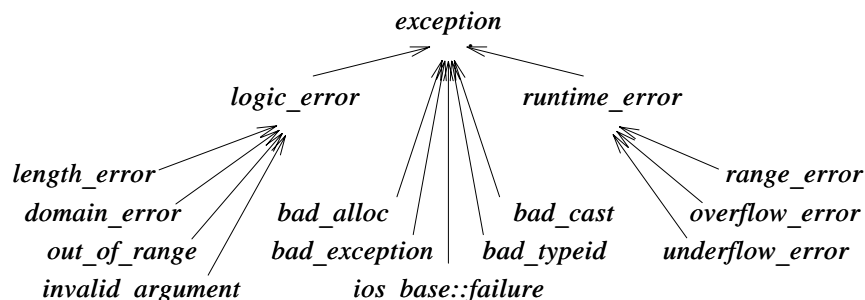 exception
logic_error runtime_error
length_error range_error
domain_error bad_alloc bad_cast overflow_error
out_of_range bad_exception bad_typeid underflow_error
invalid_argument ios_base::failure